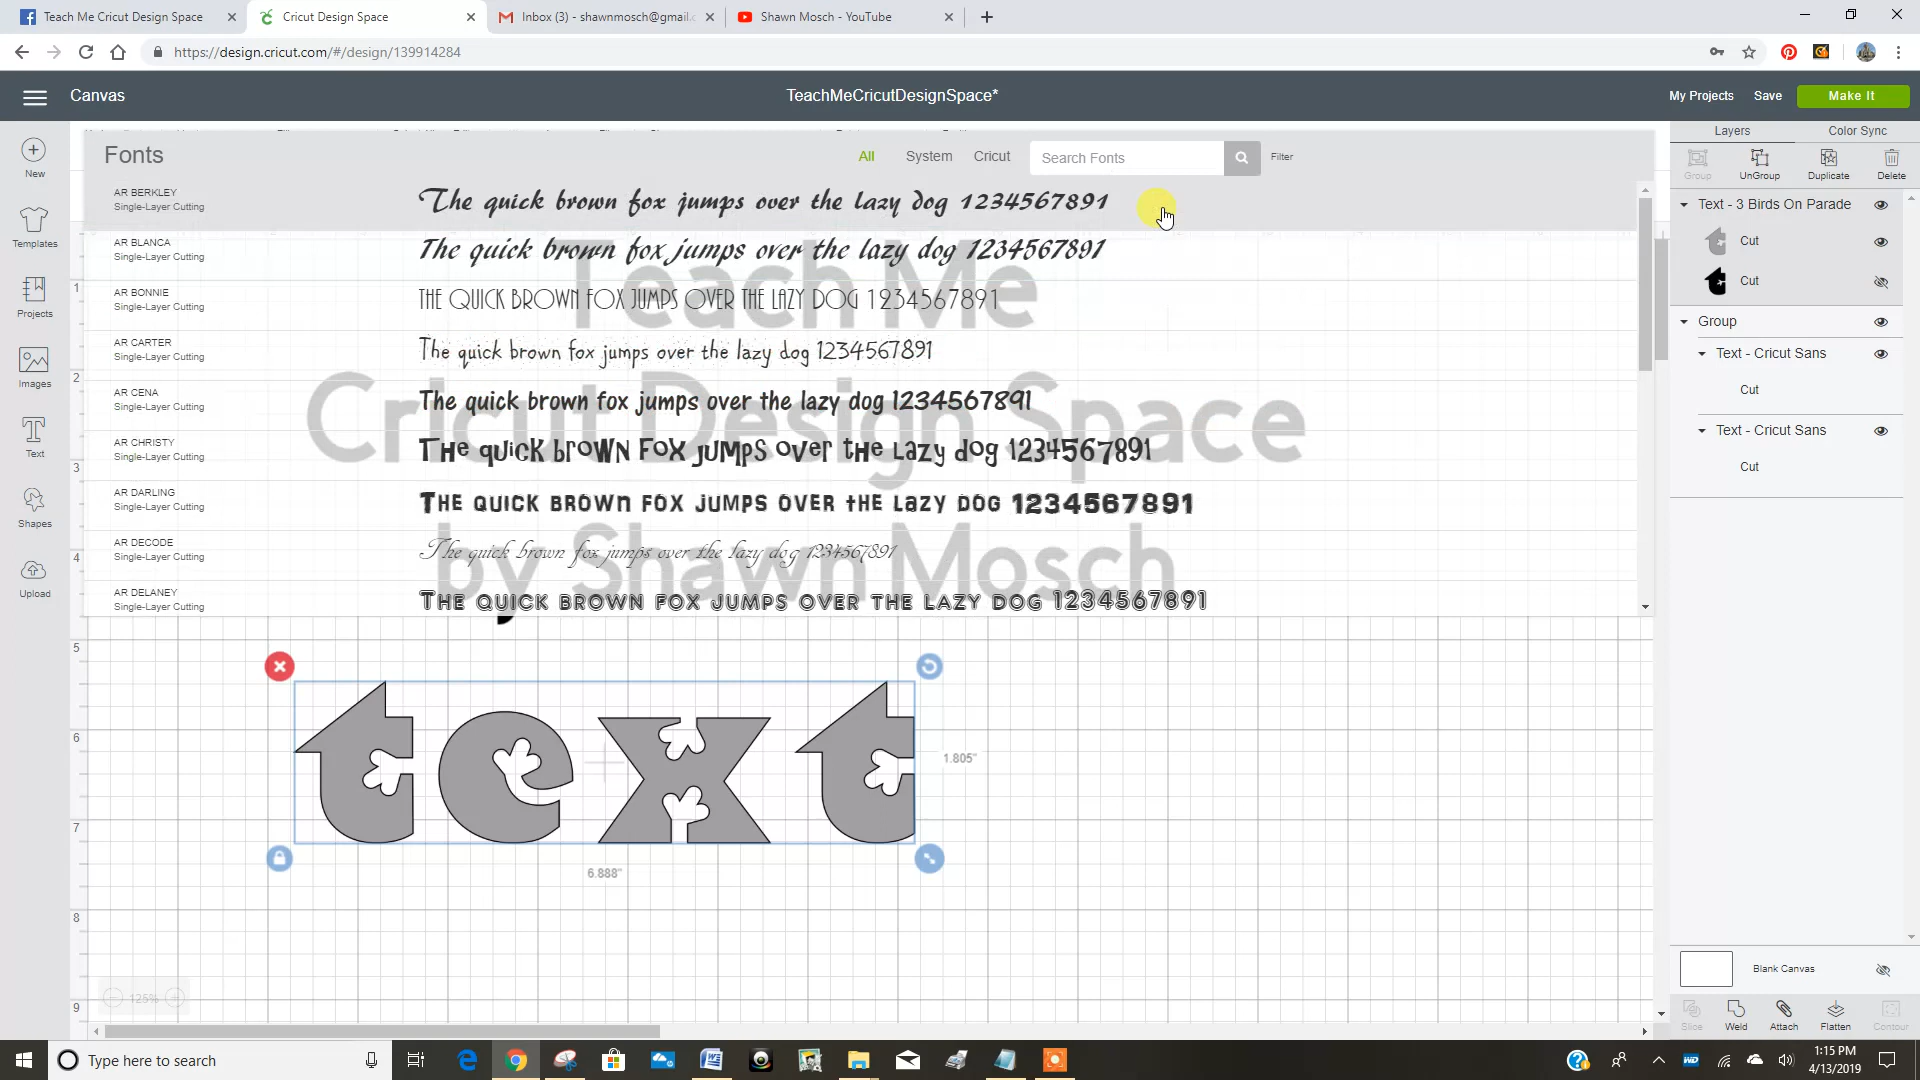 Teach Me Cricut Design Space
Cricut Design Space
Inbox (3) - shawnmosch@gmail.c
Shawn Mosch - YouTube
https://design.cricut.com/#/design/139914284
Canvas
TeachMeCricutDesignSpace*
My Projects
Save
Make It
New
Templates
Projects
Images
Text
Shapes
Upload
Fonts
All
System
Cricut
Search Fonts
Filter
AR BERKLEY
Single-Layer Cutting
The quick brown fox jumps over the lazy dog 1234567891
AR BLANCA
Single-Layer Cutting
The quick brown fox jumps over the lazy dog 1234567891
AR BONNIE
Single-Layer Cutting
THE QUICK BROWN FOX JUMPS OVER THE LAZY DOG 1234567891
AR CARTER
Single-Layer Cutting
The quick brown fox jumps over the lazy dog 1234567891
AR CENA
Single-Layer Cutting
The quick brown fox jumps over the lazy dog 1234567891
AR CHRISTY
Single-Layer Cutting
The quick brown fox jumps over the lazy dog 1234567891
AR DARLING
Single-Layer Cutting
The quick brown fox jumps over the lazy dog 1234567891
AR DECODE
Single-Layer Cutting
The quick brown fox jumps over the lazy dog 1234567891
AR DELANEY
Single-Layer Cutting
The quick brown fox jumps over the lazy dog 1234567891
Teach Me
Cricut Design Space
by Shawn Mosch
1
2
3
4
5
6
7
8
9
text
1.805"
6.888"
125%
Layers
Color Sync
Group
UnGroup
Duplicate
Delete
Text - 3 Birds On Parade
Cut
Cut
Group
Text - Cricut Sans
Cut
Text - Cricut Sans
Cut
Blank Canvas
Slice
Weld
Attach
Flatten
Contour
Type here to search
1:15 PM
4/13/2019